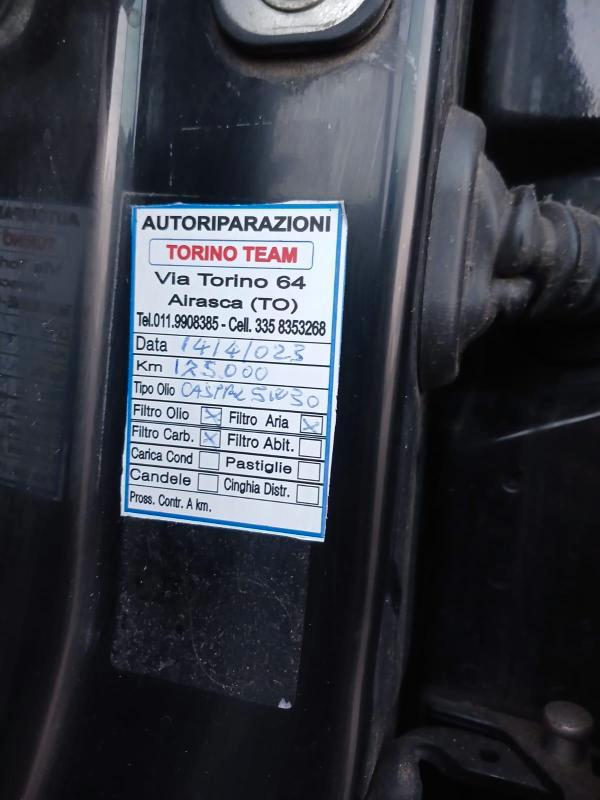 AUTORIPARAZIONI
TORINO TEAM
Via Torino 64
Airasca (TO)
Tel.011.9908385 - Cell. 335 8353268
Data 14/4/023
Km 185.000
Tipo Olio CASTRAL 5W30
Filtro Olio Filtro Aria
Filtro Carb. Filtro Abit.
Carica Cond Pastiglie
Candele Cinghia Distr.
Pross. Contr. A km.